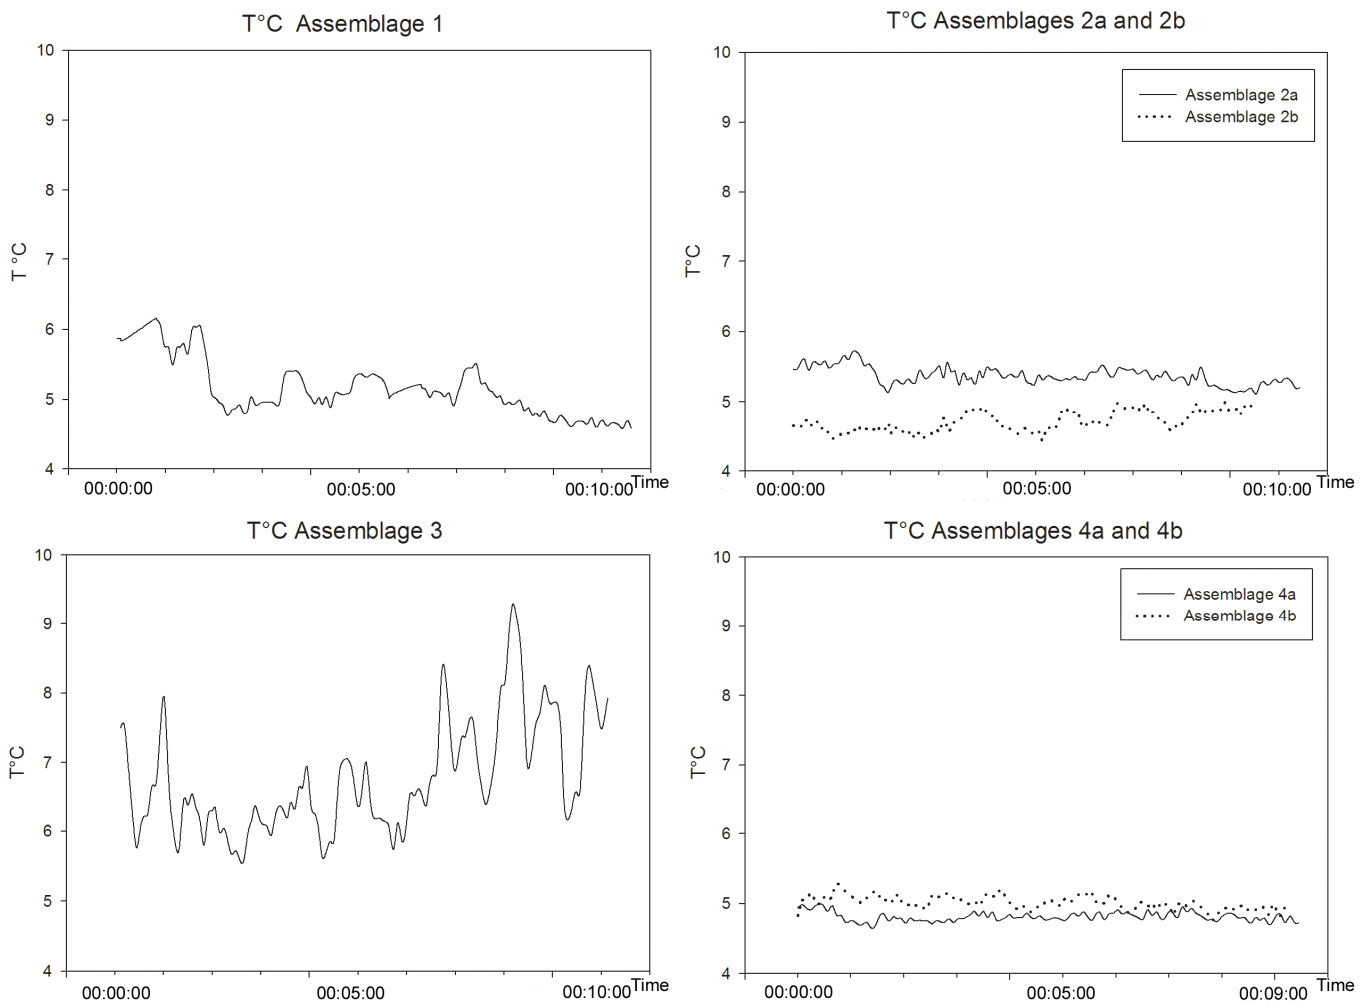 T°C  Assemblage 1
10
9
8
7
6
5
4
T °C
00:00:00
00:05:00
00:10:00
Time
T°C Assemblages 2a and 2b
Assemblage 2a
Assemblage 2b
10
9
8
7
6
5
4
T°C
00:00:00
00:05:00
00:10:00
Time
T°C Assemblage 3
10
9
8
7
6
5
4
T°C
00:00:00
00:05:00
00:10:00
Time
T°C Assemblages 4a and 4b
Assemblage 4a
Assemblage 4b
10
9
8
7
6
5
4
T°C
00:00:00
00:05:00
00:09:00
Time